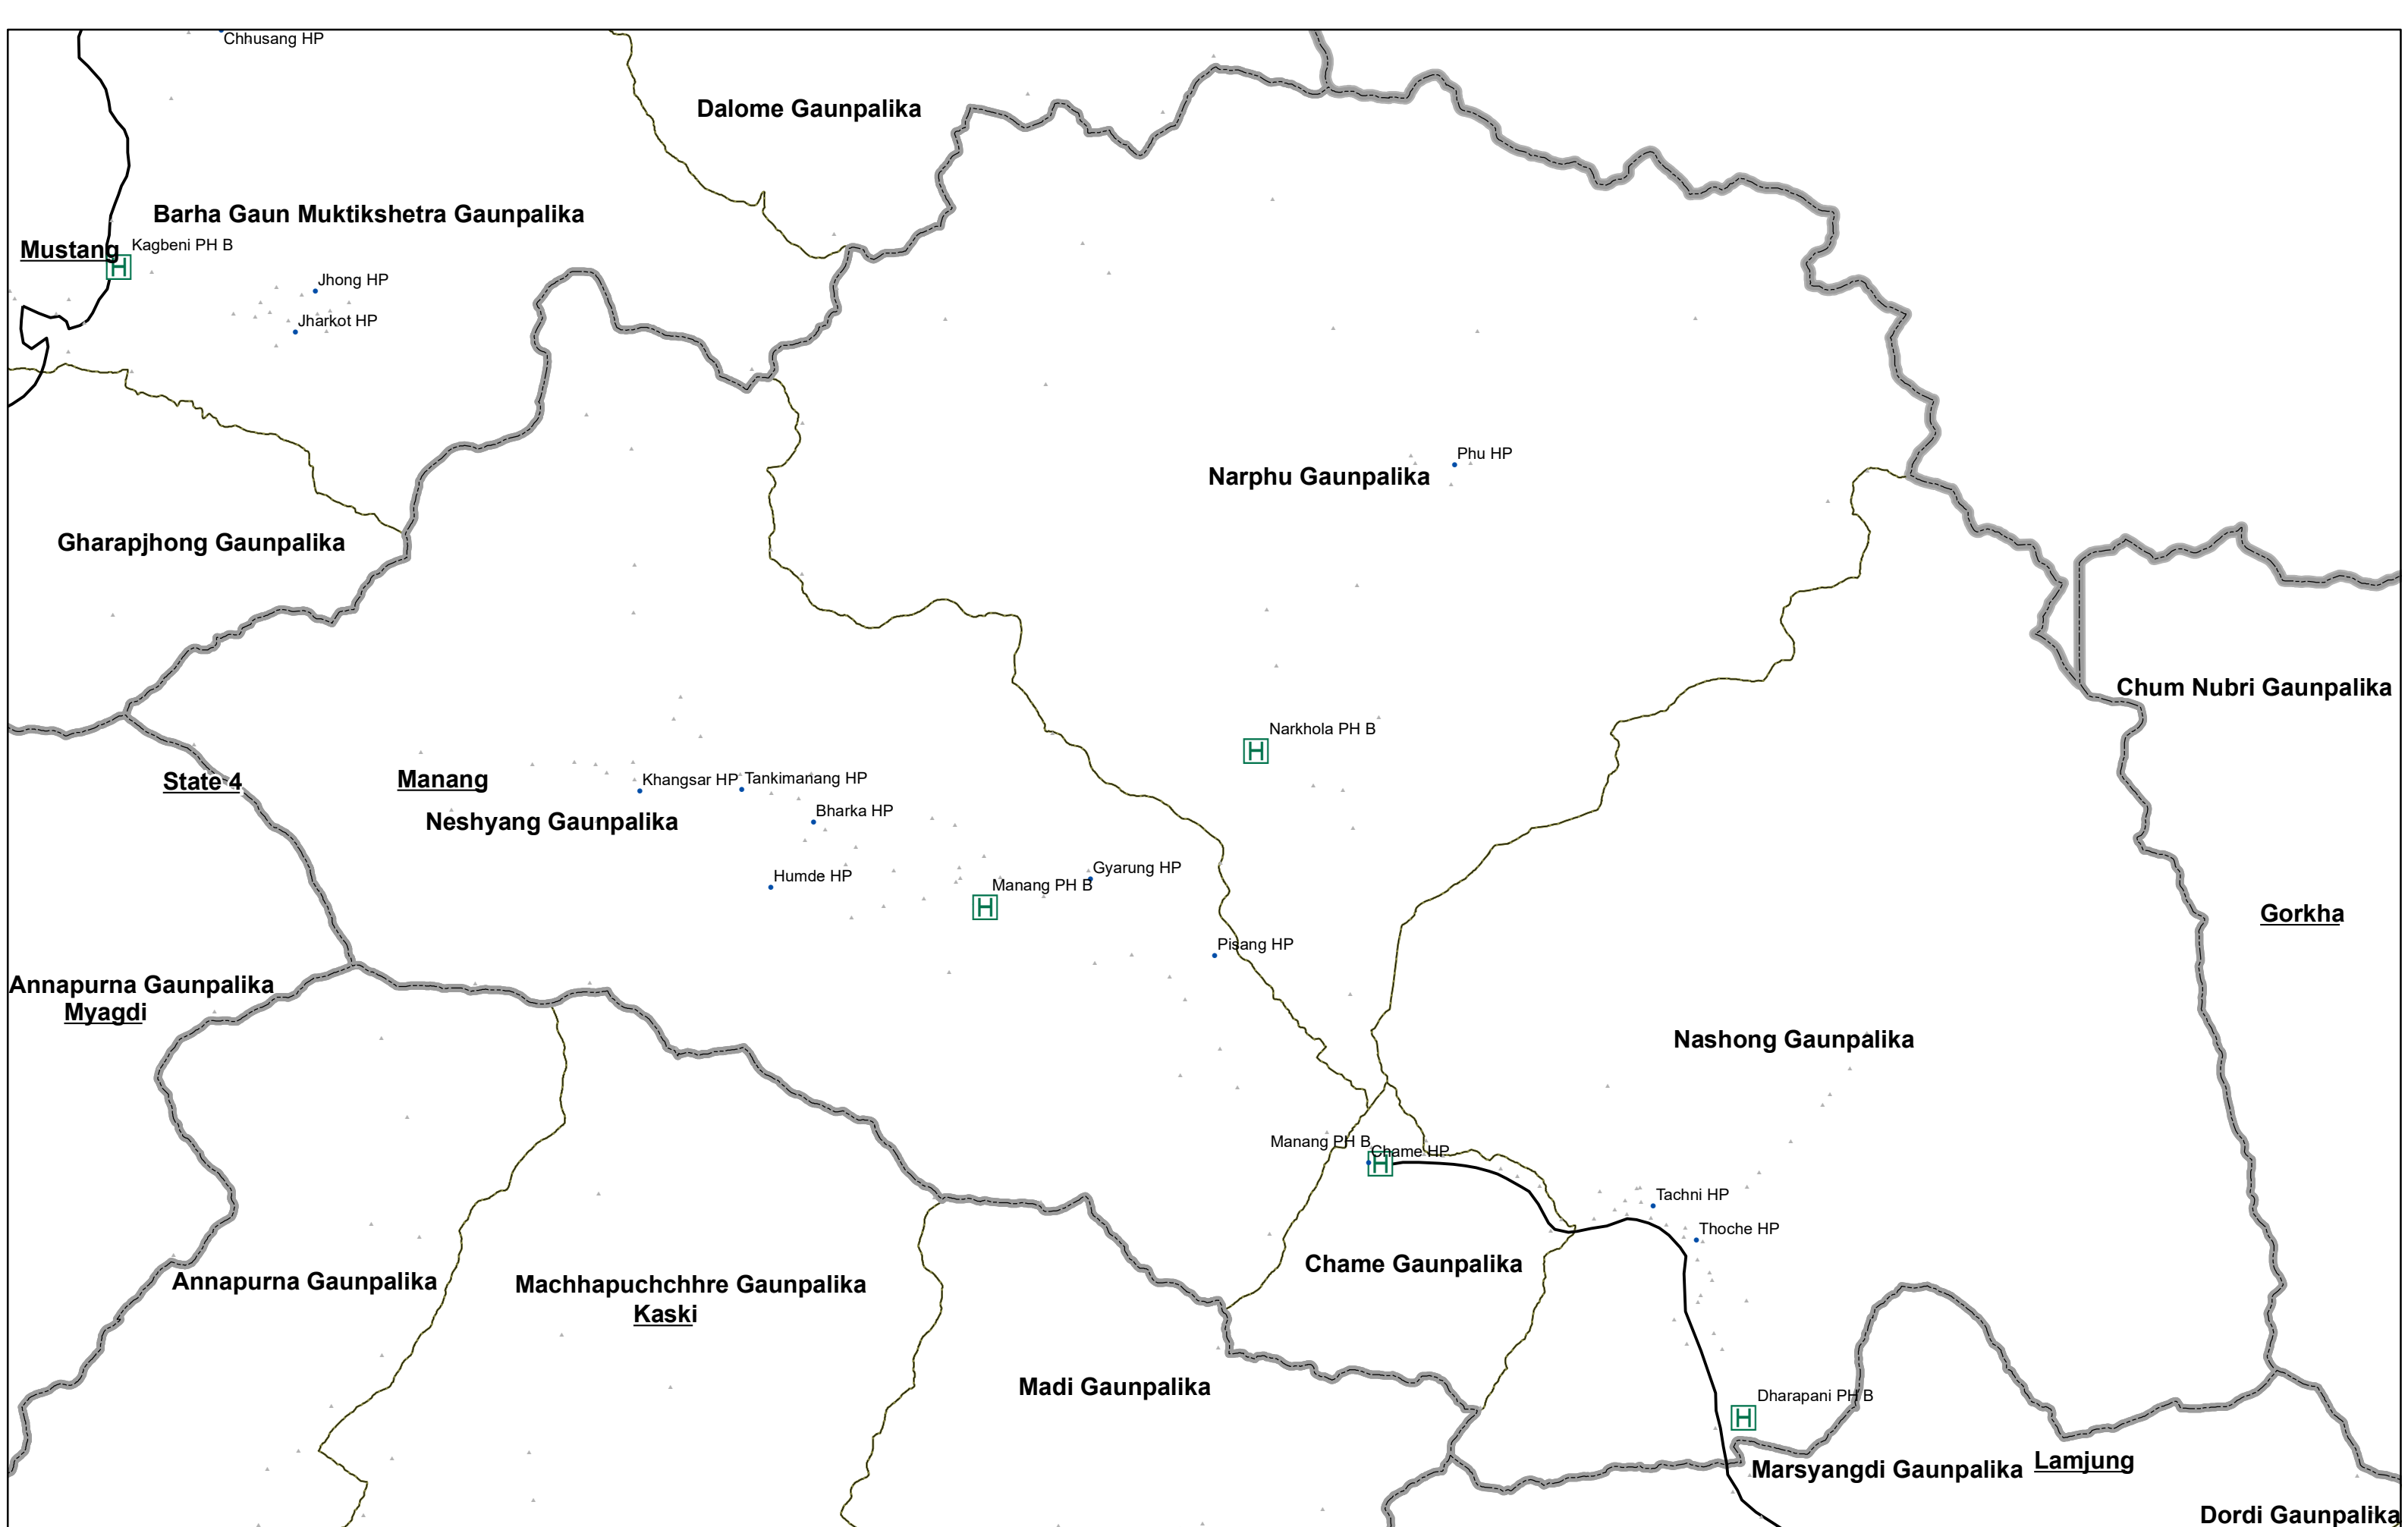 Chhusang HP
Dalome Gaunpalika
Barha Gaun Muktikshetra Gaunpalika
Mustang
Kagbeni PH B
Jhong HP
Jharkot HP
Phu HP
Narphu Gaunpalika
Gharapjhong Gaunpalika
Chum Nubri Gaunpalika
Narkhola PH B
State 4
Manang
Khangsar HP
Tankimanang HP
Neshyang Gaunpalika
Bharka HP
Humde HP
Gyarung HP
Manang PH B
Gorkha
Pisang HP
Annapurna Gaunpalika
Myagdi
Nashong Gaunpalika
Manang PH B
Chame HP
Tachni HP
Thoche HP
Chame Gaunpalika
Annapurna Gaunpalika
Machhapuchchhre Gaunpalika
Kaski
Madi Gaunpalika
Dharapani PH B
Marsyangdi Gaunpalika
Lamjung
Dordi Gaunpalika